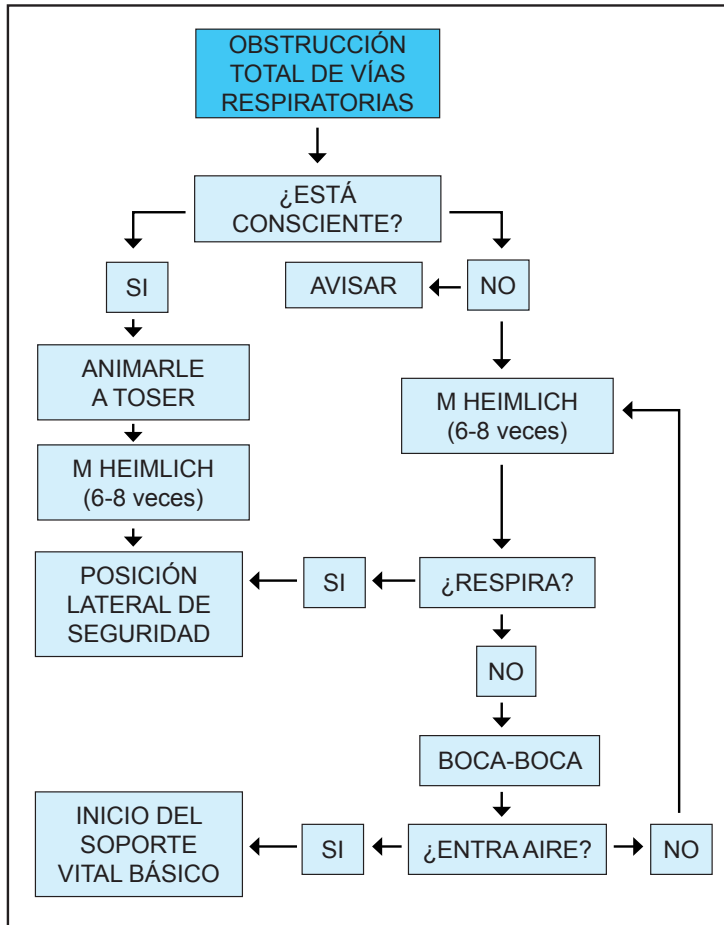 OBSTRUCCIÓN
TOTAL DE VÍAS
RESPIRATORIAS
¿ESTÁ
CONSCIENTE?
SI
AVISAR
NO
ANIMARLE
A TOSER
M HEIMLICH
(6-8 veces)
M HEIMLICH
(6-8 veces)
POSICIÓN
LATERAL DE
SEGURIDAD
SI
¿RESPIRA?
NO
BOCA-BOCA
INICIO DEL
SOPORTE
VITAL BÁSICO
SI
¿ENTRA AIRE?
NO